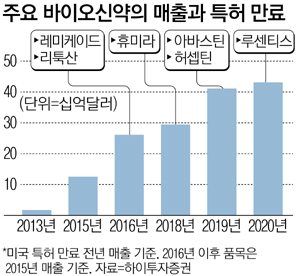 주요 바이오신약의 매출과 특허 만료
▸레미케이드
▸리툭산
▸휴미라
▸아바스틴
▸허셉틴
▸루센티스
(단위=십억달러)
50
40
30
20
10
0
2013년 2015년 2016년 2018년 2019년 2020년
*미국 특허 만료 전년 매출 기준, 2016년 이후 품목은
2015년 매출 기준, 자료=하이투자증권